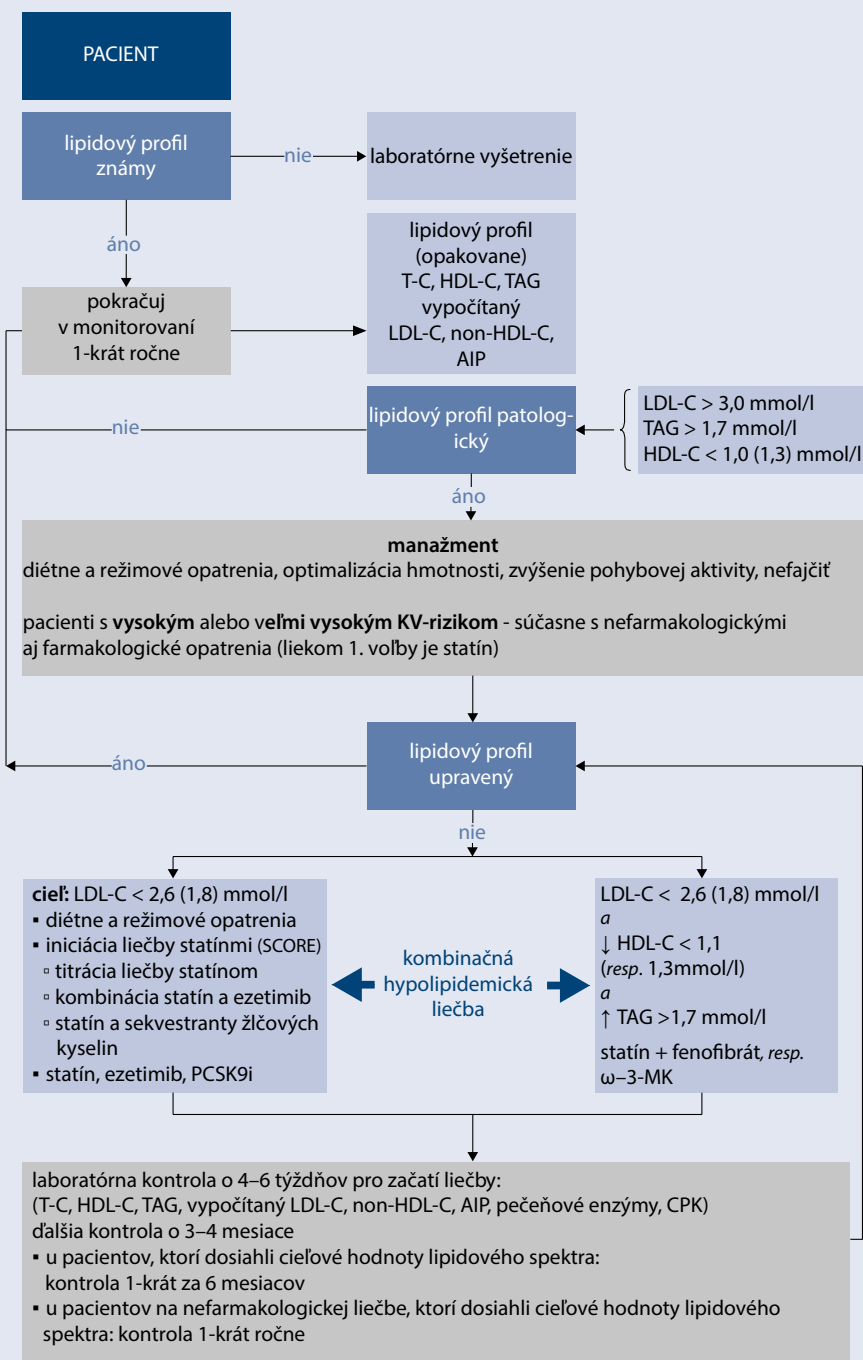 PACIENT
lipidový profil
známy
nie
laboratórne vyšetrenie
áno
lipidový profil
(opakovane)
T-C, HDL-C, TAG
vypočítaný
LDL-C, non-HDL-C,
AIP
pokračuj
v monitorovaní
1-krát ročne
nie
lipidový profil patolog-
ický
LDL-C > 3,0 mmol/l
TAG > 1,7 mmol/l
HDL-C < 1,0 (1,3) mmol/l
áno
manažment
diétne a režimové opatrenia, optimalizácia hmotnosti, zvýšenie pohybovej aktivity, nefajčiť
pacienti s vysokým alebo veľmi vysokým KV-rizikom - súčasne s nefarmakologickými
aj farmakologické opatrenia (liekom 1. voľby je statín)
lipidový profil
upravený
áno
nie
cieľ: LDL-C < 2,6 (1,8) mmol/l
▪ diétne a režimové opatrenia
▪ iniciácia liečby statínmi (SCORE)
▫ titrácia liečby statínom
▫ kombinácia statín a ezetimib
▫ statín a sekvestranty žlčových
kyselin
▪ statín, ezetimib, PCSK9i
kombinačná
hypolipidemická
liečba
LDL-C < 2,6 (1,8) mmol/l
a
↓ HDL-C < 1,1
(resp. 1,3mmol/l)
a
↑ TAG >1,7 mmol/l
statín + fenofibrát, resp.
ω–3-MK
laboratórna kontrola o 4–6 týždňov pro začatí liečby:
(T-C, HDL-C, TAG, vypočítaný LDL-C, non-HDL-C, AIP, pečeňové enzýmy, CPK)
ďalšia kontrola o 3–4 mesiace
▪ u pacientov, ktorí dosiahli cieľové hodnoty lipidového spektra:
kontrola 1-krát za 6 mesiacov
▪ u pacientov na nefarmakologickej liečbe, ktorí dosiahli cieľové hodnoty lipidového
spektra: kontrola 1-krát ročne